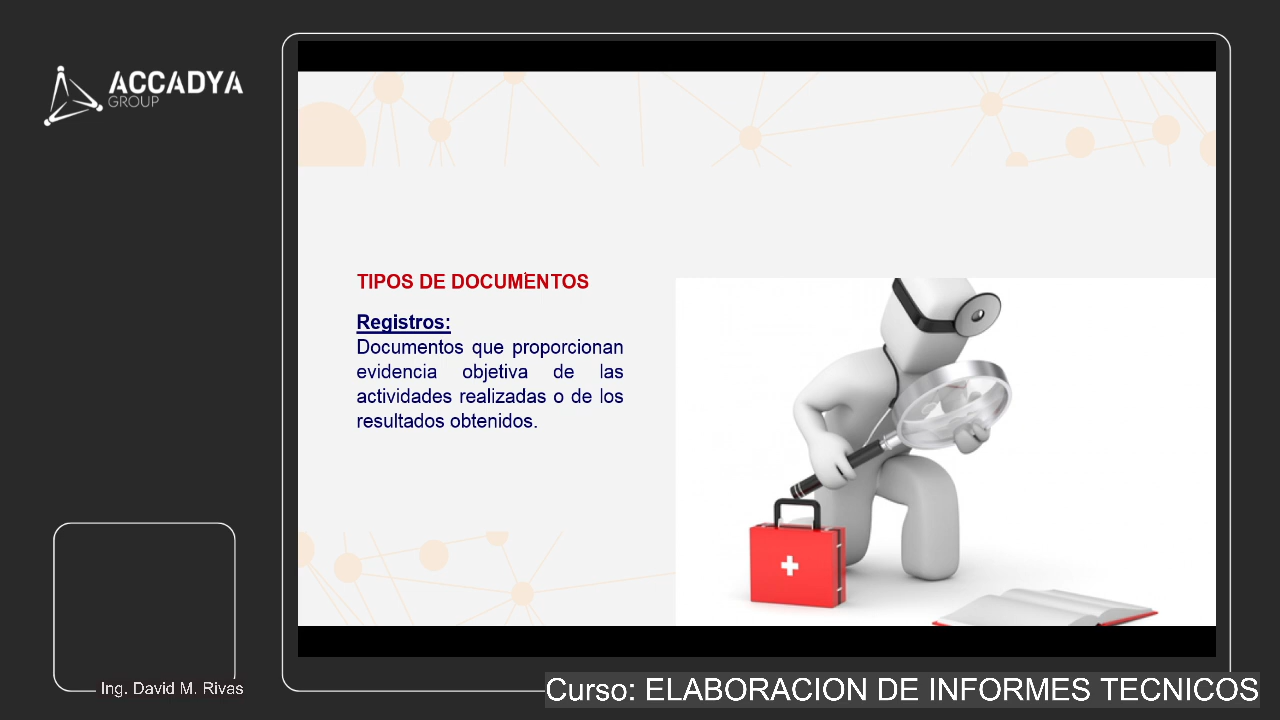 ACCADYA
GROUP
TIPOS DE DOCUMENTOS
Registros:
Documentos que proporcionan
evidencia objetiva de las
actividades realizadas o de los
resultados obtenidos.
Ing. David M. Rivas
Curso: ELABORACION DE INFORMES TECNICOS